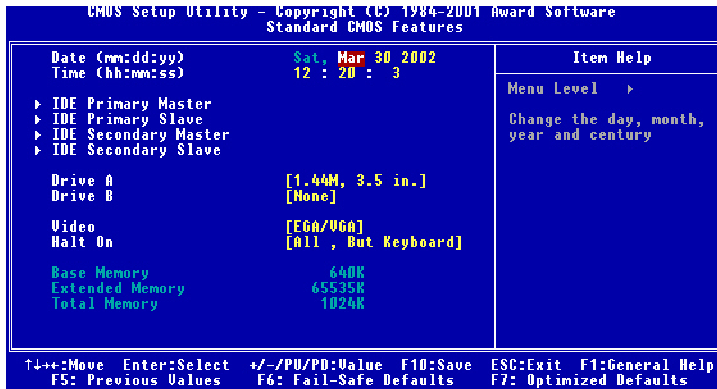 CMOS Setup Utility - Copyright (C) 1984-2001 Award Software
Standard CMOS Features
Date (mm:dd:yy) Sat, Mar 30 2002
Time (hh:mm:ss) 12 : 20 : 3
IDE Primary Master
IDE Primary Slave
IDE Secondary Master
IDE Secondary Slave
Drive A [1.44M, 3.5 in.]
Drive B [None]
Video [EGA/VGA]
Halt On [All , But Keyboard]
Base Memory 640K
Extended Memory 65535K
Total Memory 1024K
Item Help
Menu Level
Change the day, month,
year and century
↑↓→←:Move Enter:Select +/-/PU/PD:Value F10:Save ESC:Exit F1:General Help
F5: Previous Values F6: Fail-Safe Defaults F7: Optimized Defaults